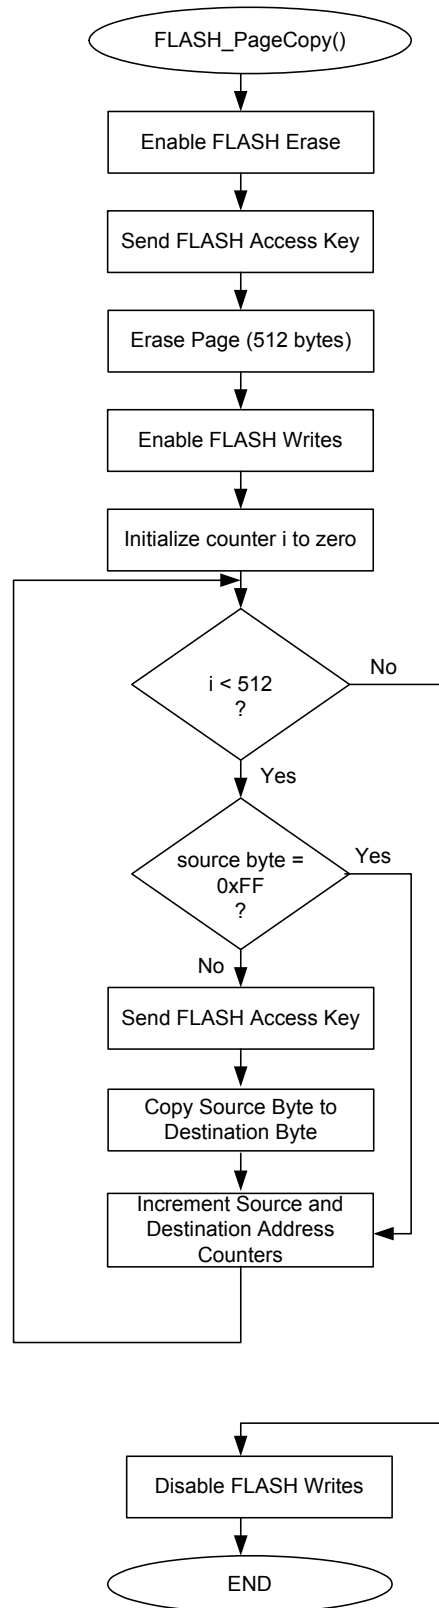 FLASH_PageCopy()
Enable FLASH Erase
Send FLASH Access Key
Erase Page (512 bytes)
Enable FLASH Writes
Initialize counter i to zero
i < 512
?
No
Yes
source byte =
0xFF
?
Yes
No
Send FLASH Access Key
Copy Source Byte to
Destination Byte
Increment Source and
Destination Address
Counters
Disable FLASH Writes
END